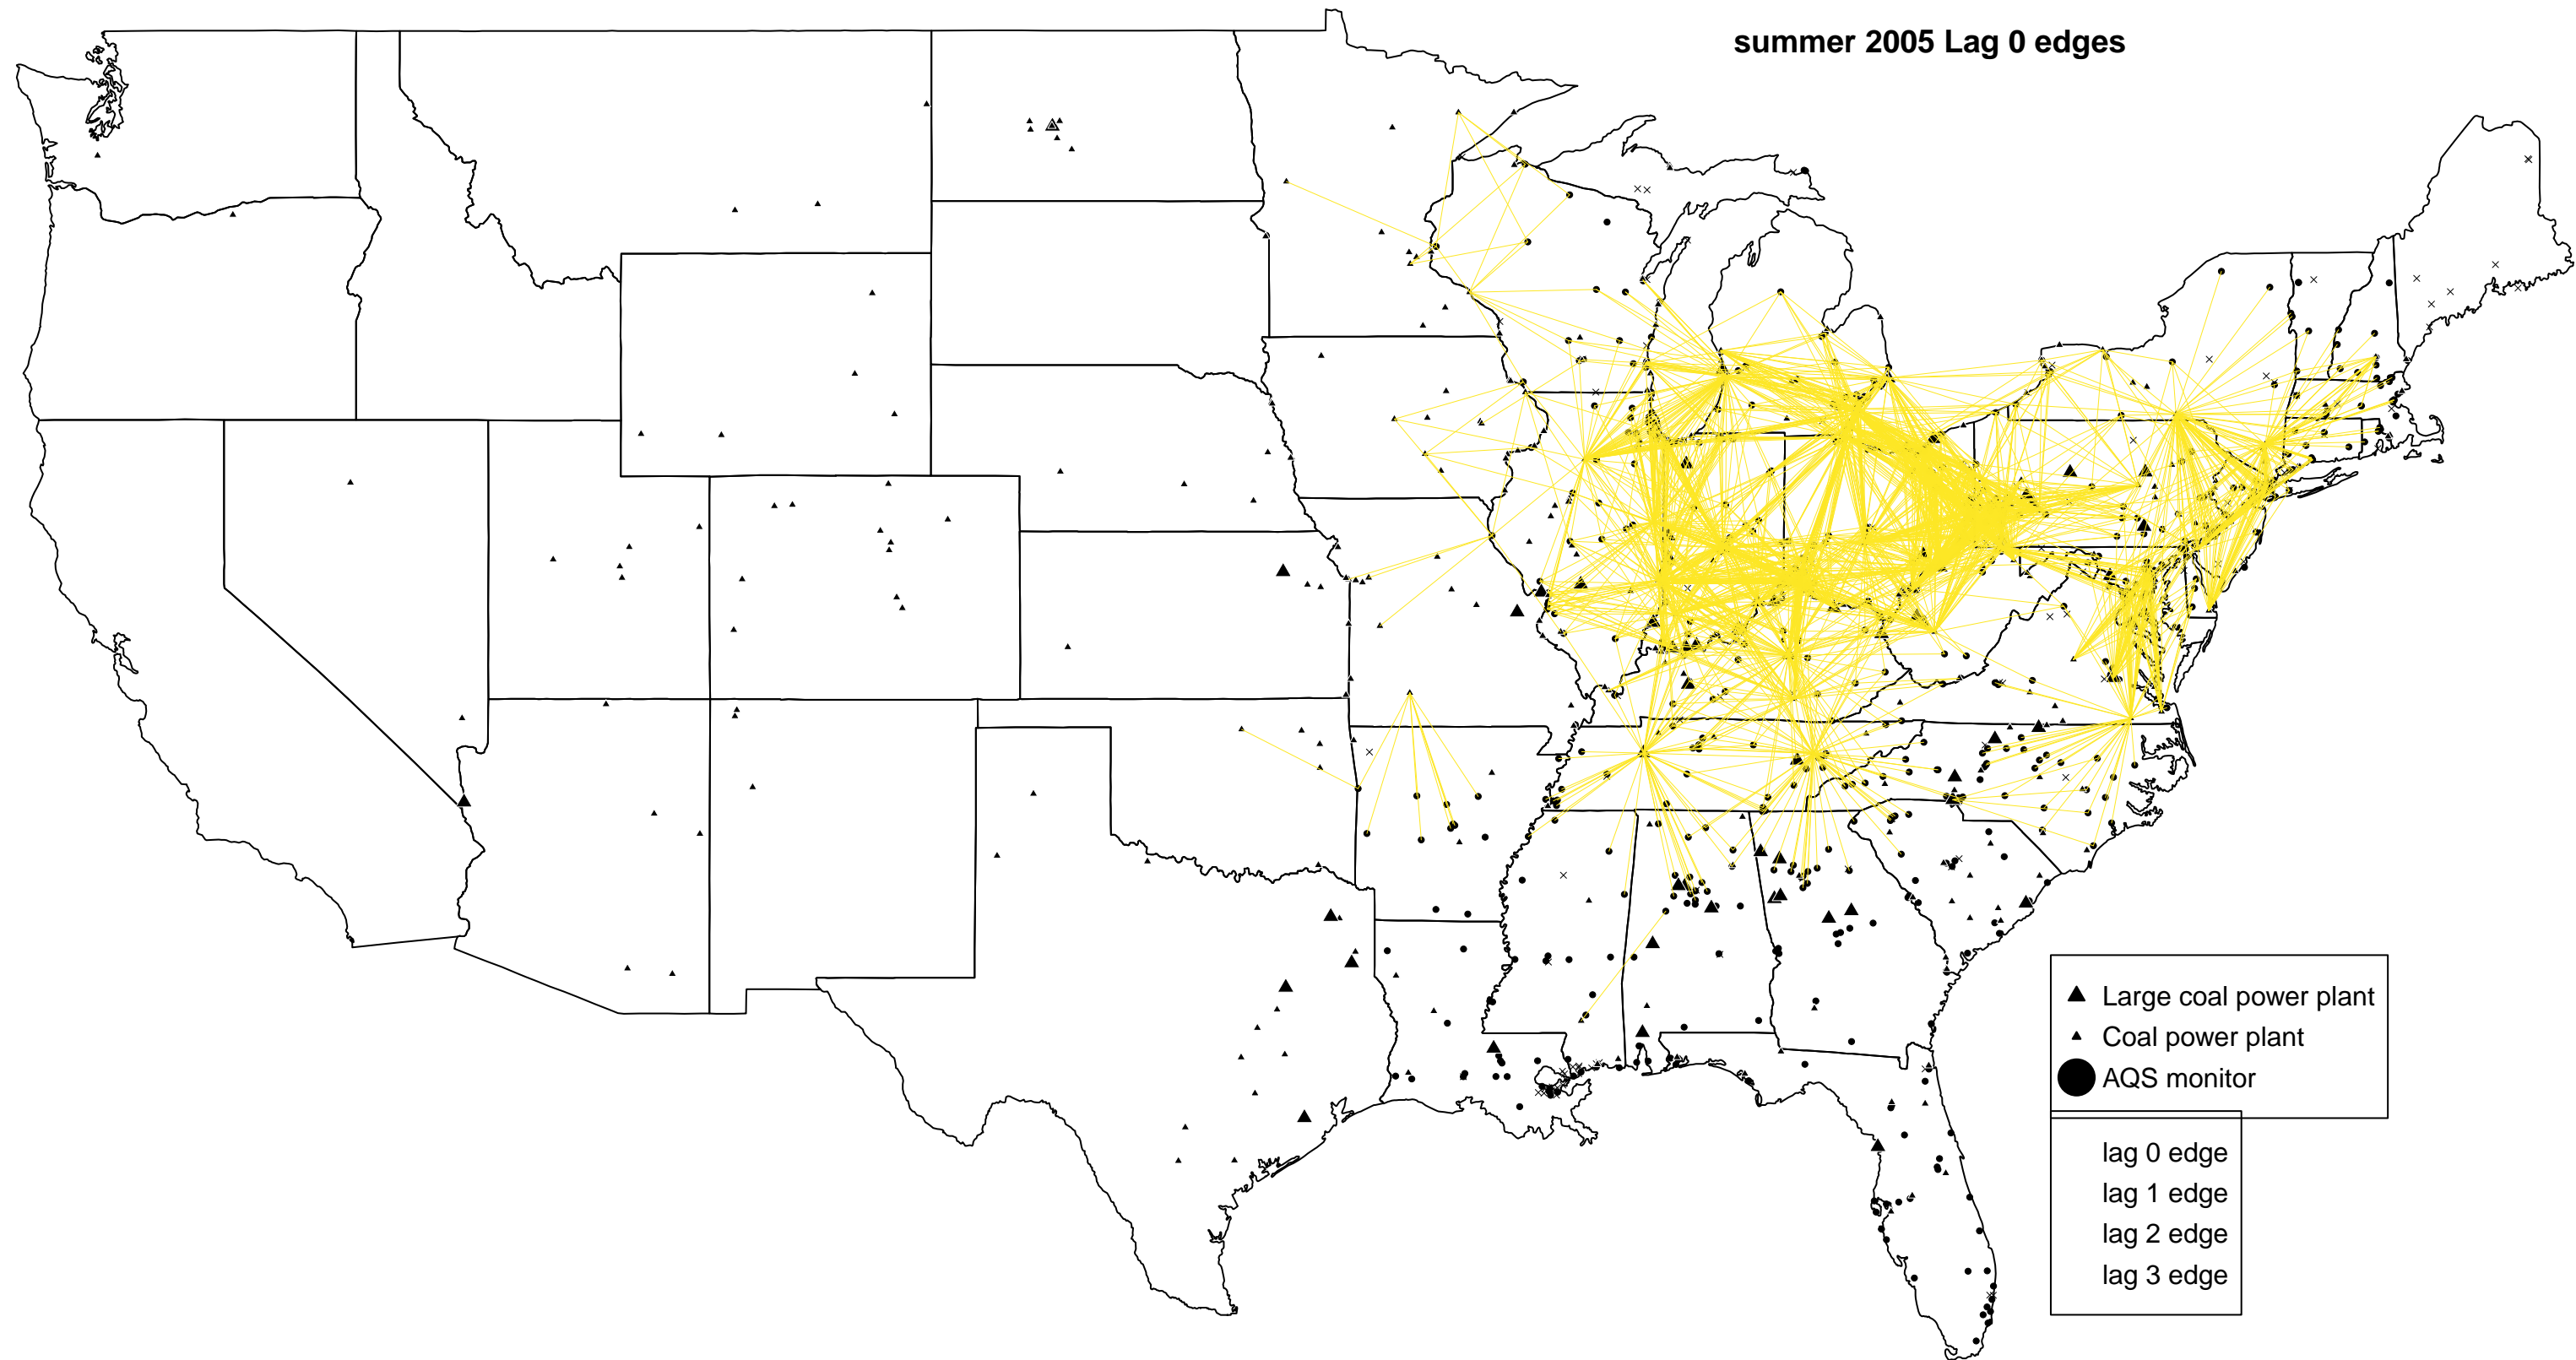 summer 2005 Lag 0 edges
Large coal power plant
Coal power plant
AQS monitor
lag 0 edge
lag 1 edge
lag 2 edge
lag 3 edge